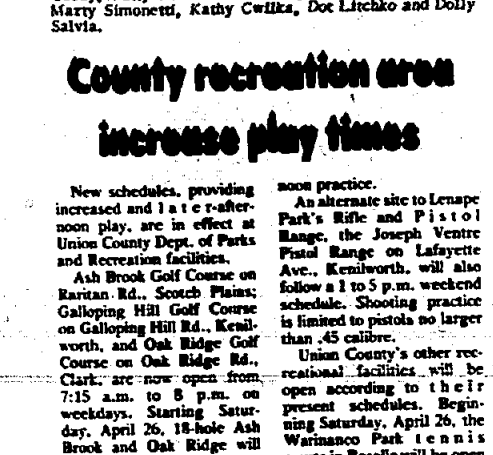 Marty Simonetti, Kathy Cwilka, Dot Litchko and Dolly
Salvia.
County recreation area
increase play times
New schedules, providing
increased and later-after-
noon play, are in effect at
Union County Dept. of Parks
and Recreation facilities.
Ash Brook Golf Course on
Raritan Rd., Scotch Plains;
Galloping Hill Golf Course
on Galloping Hill Rd., Kenil-
worth, and Oak Ridge Golf
Course on Oak Ridge Rd.,
Clark, are now open from
7:15 a.m. to 8 p.m. on
weekdays. Starting Satur-
day, April 26, 18-hole Ash
Brook and Oak Ridge will
noon practice.
An alternate site to Lenape
Park's Rifle and Pistol
Range, the Joseph Ventre
Pistol Range on Lafayette
Ave., Kenilworth, will also
follow a 1 to 5 p.m. weekend
schedule. Shooting practice
is limited to pistols no larger
than .45 calibre.
Union County's other rec-
reational facilities will be
open according to their
present schedules. Begin-
ning Saturday, April 26, the
Warinanco Park tennis